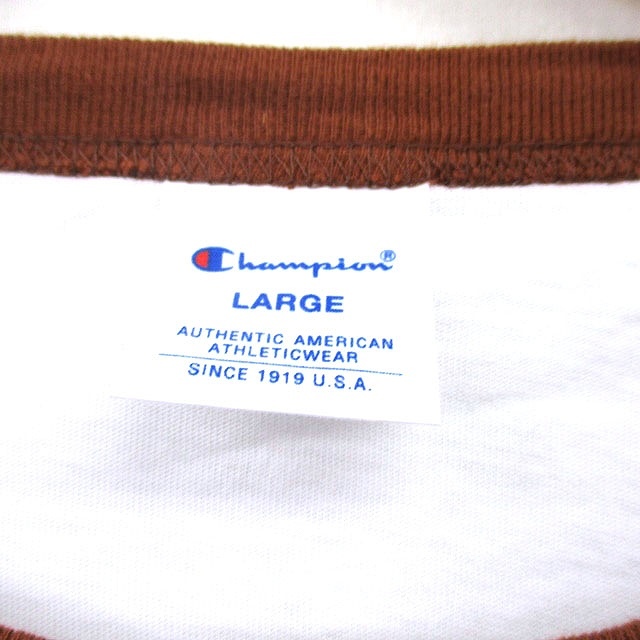 Champion®
LARGE
AUTHENTIC AMERICAN
ATHLETICWEAR
SINCE 1919 U.S.A.